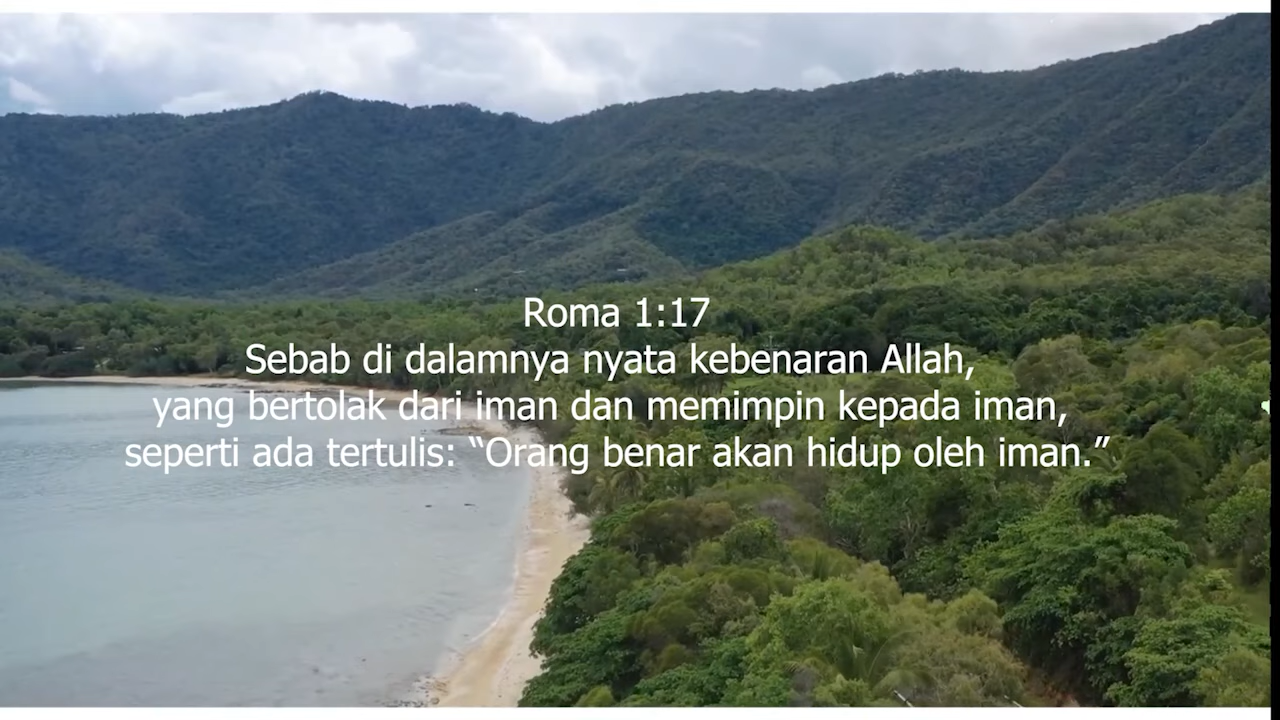 Roma 1:17
Sebab di dalamnya nyata kebenaran Allah,
yang bertolak dari iman dan memimpin kepada iman,
seperti ada tertulis: “Orang benar akan hidup oleh iman.”